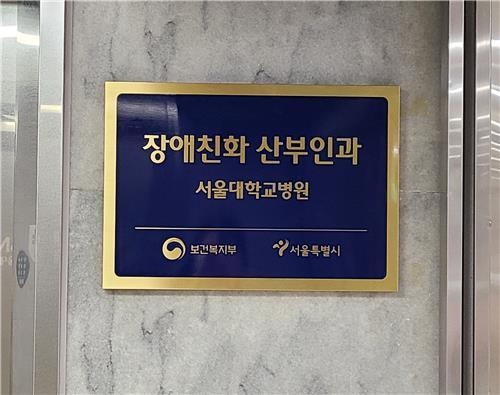 장애친화 산부인과
서울대학교병원
보건복지부 서울특별시